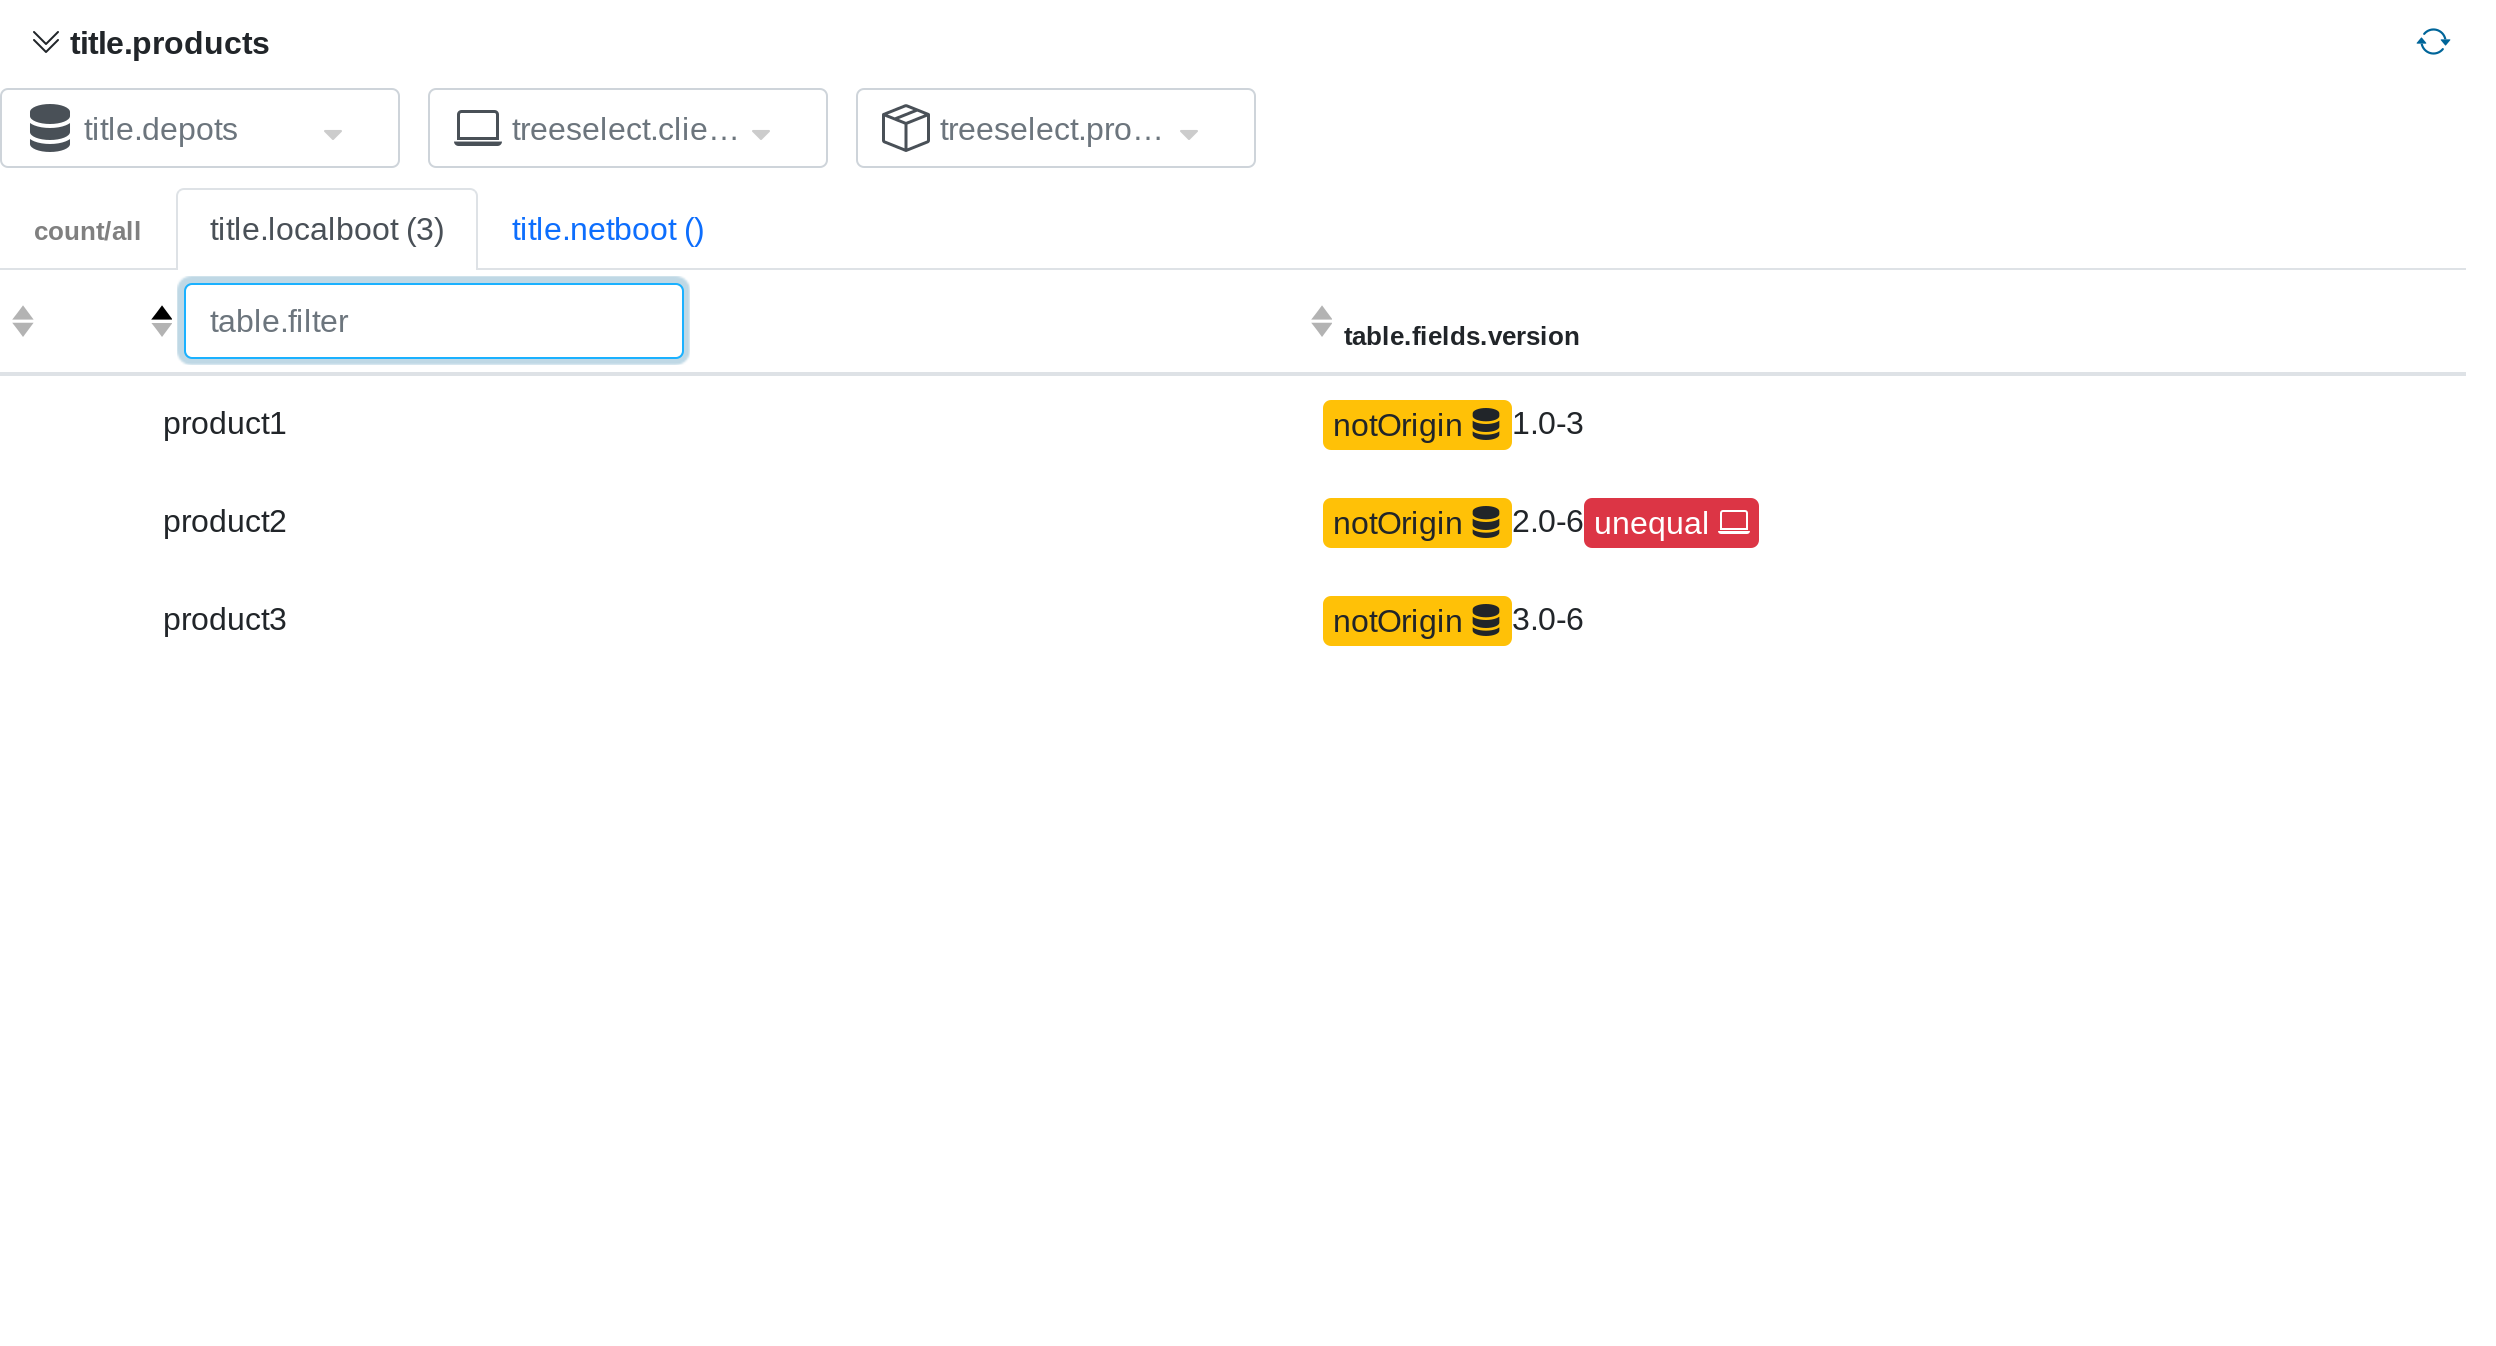 title.products
title.depots treeselect.clie… treeselect.pro…
count/all title.localboot (3) title.netboot ()
table.filter table.fields.version
product1 notOrigin 1.0-3
product2 notOrigin 2.0-6 unequal
product3 notOrigin 3.0-6